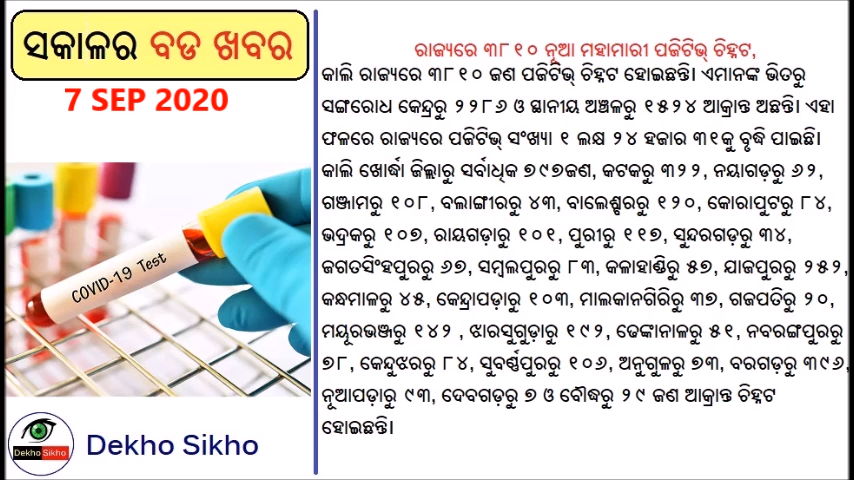 ସକାଳର ବଡ ଖବର
7 SEP 2020
COVID-19 Test
Dekho Sikho
Dekho Sikho
ରାଜ୍ୟରେ ୩୮୧୦ ନୂଆ ମହାମାରୀ ପଜିଟିଭ୍ ଚିହ୍ନଟ,
କାଲି ରାଜ୍ୟରେ ୩୮୧୦ ଜଣ ପଜିଟିଭ୍ ଚିହ୍ନଟ ହୋଇଛନ୍ତି। ଏମାନଙ୍କ ଭିତରୁ
ସଙ୍ଗରୋଧ କେନ୍ଦ୍ରରୁ ୨୨୮୬ ଓ ସ୍ଥାନୀୟ ଅଞ୍ଚଳରୁ ୧୫୨୪ ଆକ୍ରାନ୍ତ ଅଛନ୍ତି। ଏହା
ଫଳରେ ରାଜ୍ୟରେ ପଜିଟିଭ୍ ସଂଖ୍ୟା ୧ ଲକ୍ଷ ୨୪ ହଜାର ୩୧କୁ ବୃଦ୍ଧି ପାଇଛି।
କାଲି ଖୋର୍ଦ୍ଧା ଜିଲ୍ଲାରୁ ସର୍ବାଧିକ ୭୯୭ଜଣ, କଟକରୁ ୩୨୨, ନୟାଗଡ଼ରୁ ୬୨,
ଗଞ୍ଜାମରୁ ୧୦୮, ବଲାଙ୍ଗୀରରୁ ୪୩, ବାଲେଶ୍ଵରରୁ ୧୨୦, କୋରାପୁଟରୁ ୮୪,
ଭଦ୍ରକରୁ ୧୦୭, ରାୟଗଡ଼ାରୁ ୧୦୧, ପୁରୀରୁ ୧୧୭, ସୁନ୍ଦରଗଡ଼ରୁ ୩୪,
ଜଗତସିଂହପୁରରୁ ୬୭, ସମ୍ବଲପୁରରୁ ୮୩, କଳାହାଣ୍ଡିରୁ ୫୭, ଯାଜପୁରରୁ ୨୫୨,
କନ୍ଧମାଳରୁ ୪୫, କେନ୍ଦ୍ରାପଡ଼ାରୁ ୧୦୩, ମାଲକାନଗିରିରୁ ୩୭, ଗଜପତିରୁ ୨୦,
ମୟୂରଭଞ୍ଜରୁ ୧୪୨ , ଝାରସୁଗୁଡ଼ାରୁ ୧୯୨, ଢେଙ୍କାନାଳରୁ ୫୧, ନବରଙ୍ଗପୁରରୁ
୭୮, କେନ୍ଦୁଝରରୁ ୮୪, ସୁବର୍ଣ୍ଣପୁରରୁ ୧୦୬, ଅନୁଗୁଳରୁ ୭୩, ବରଗଡ଼ରୁ ୩୯୬,
ନୂଆପଡ଼ାରୁ ୯୩, ଦେବଗଡ଼ରୁ ୭ ଓ ବୌଦ୍ଧରୁ ୨୯ ଜଣ ଆକ୍ରାନ୍ତ ଚିହ୍ନଟ
ହୋଇଛନ୍ତି।